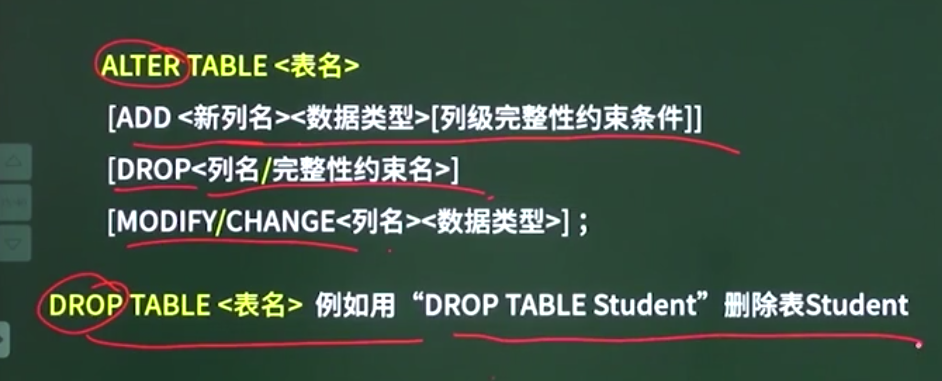 ALTER TABLE <表名>
[ADD <新列名><数据类型>[列级完整性约束条件]]
[DROP<列名/完整性约束名>]
[MODIFY/CHANGE<列名><数据类型>] ；
DROP TABLE <表名> 例如用“DROP TABLE Student”删除表Student